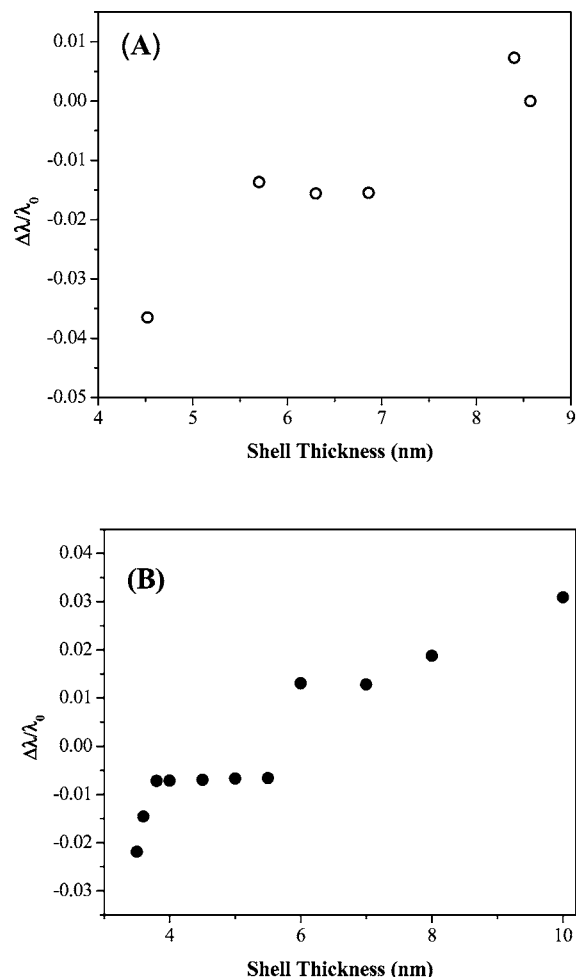 (A)
0.01
0.00
-0.01
-0.02
-0.03
-0.04
-0.05
Δλ/λ₀
4 5 6 7 8 9
Shell Thickness (nm)
(B)
0.04
0.03
0.02
0.01
0.00
-0.01
-0.02
-0.03
Δλ/λ₀
4 6 8 10
Shell Thickness (nm)